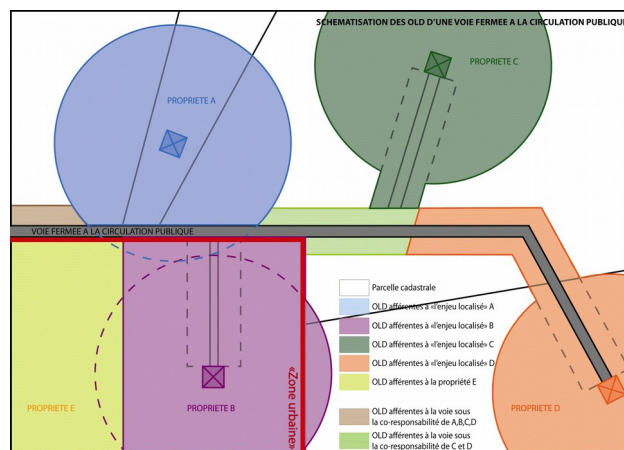 SCHEMATISATION DES OLD D'UNE VOIE FERMEE A LA CIRCULATION PUBLIQUE
PROPRIETE C
PROPRIETE A
VOIE FERMEE A LA CIRCULATION PUBLIQUE
Parcelle cadastrale
OLD afférentes à «l'enjeu localisé» A
OLD afférentes à «l'enjeu localisé» B
OLD afférentes à «l'enjeu localisé» C
OLD afférentes à «l'enjeu localisé» D
OLD afférentes à la propriété E
OLD afférentes à la voie sous
la co-responsabilité de A,B,C,D
OLD afférentes à la voie sous
la co-responsabilité de C et D
«Zone urbaine»
PROPRIETE E
PROPRIETE B
PROPRIETE D